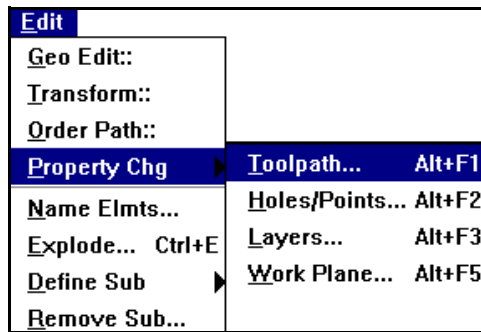 Edit
Geo Edit::
Transform::
Order Path::
Property Chg
Name Elmts...
Explode... Ctrl+E
Define Sub
Remove Sub...
Toolpath... Alt+F1
Holes/Points... Alt+F2
Layers... Alt+F3
Work Plane... Alt+F5